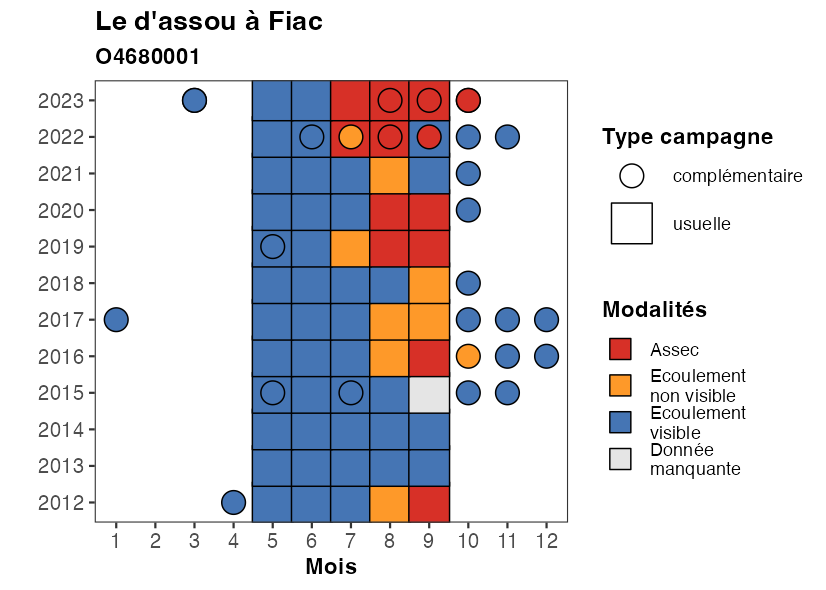 Le d'assou à Fiac
O4680001
2023
2022
2021
2020
2019
2018
2017
2016
2015
2014
2013
2012
1 2 3 4 5 6 7 8 9 10 11 12
Mois
Type campagne
complémentaire
usuelle
Modalités
Assec
Ecoulement
non visible
Ecoulement
visible
Donnée
manquante